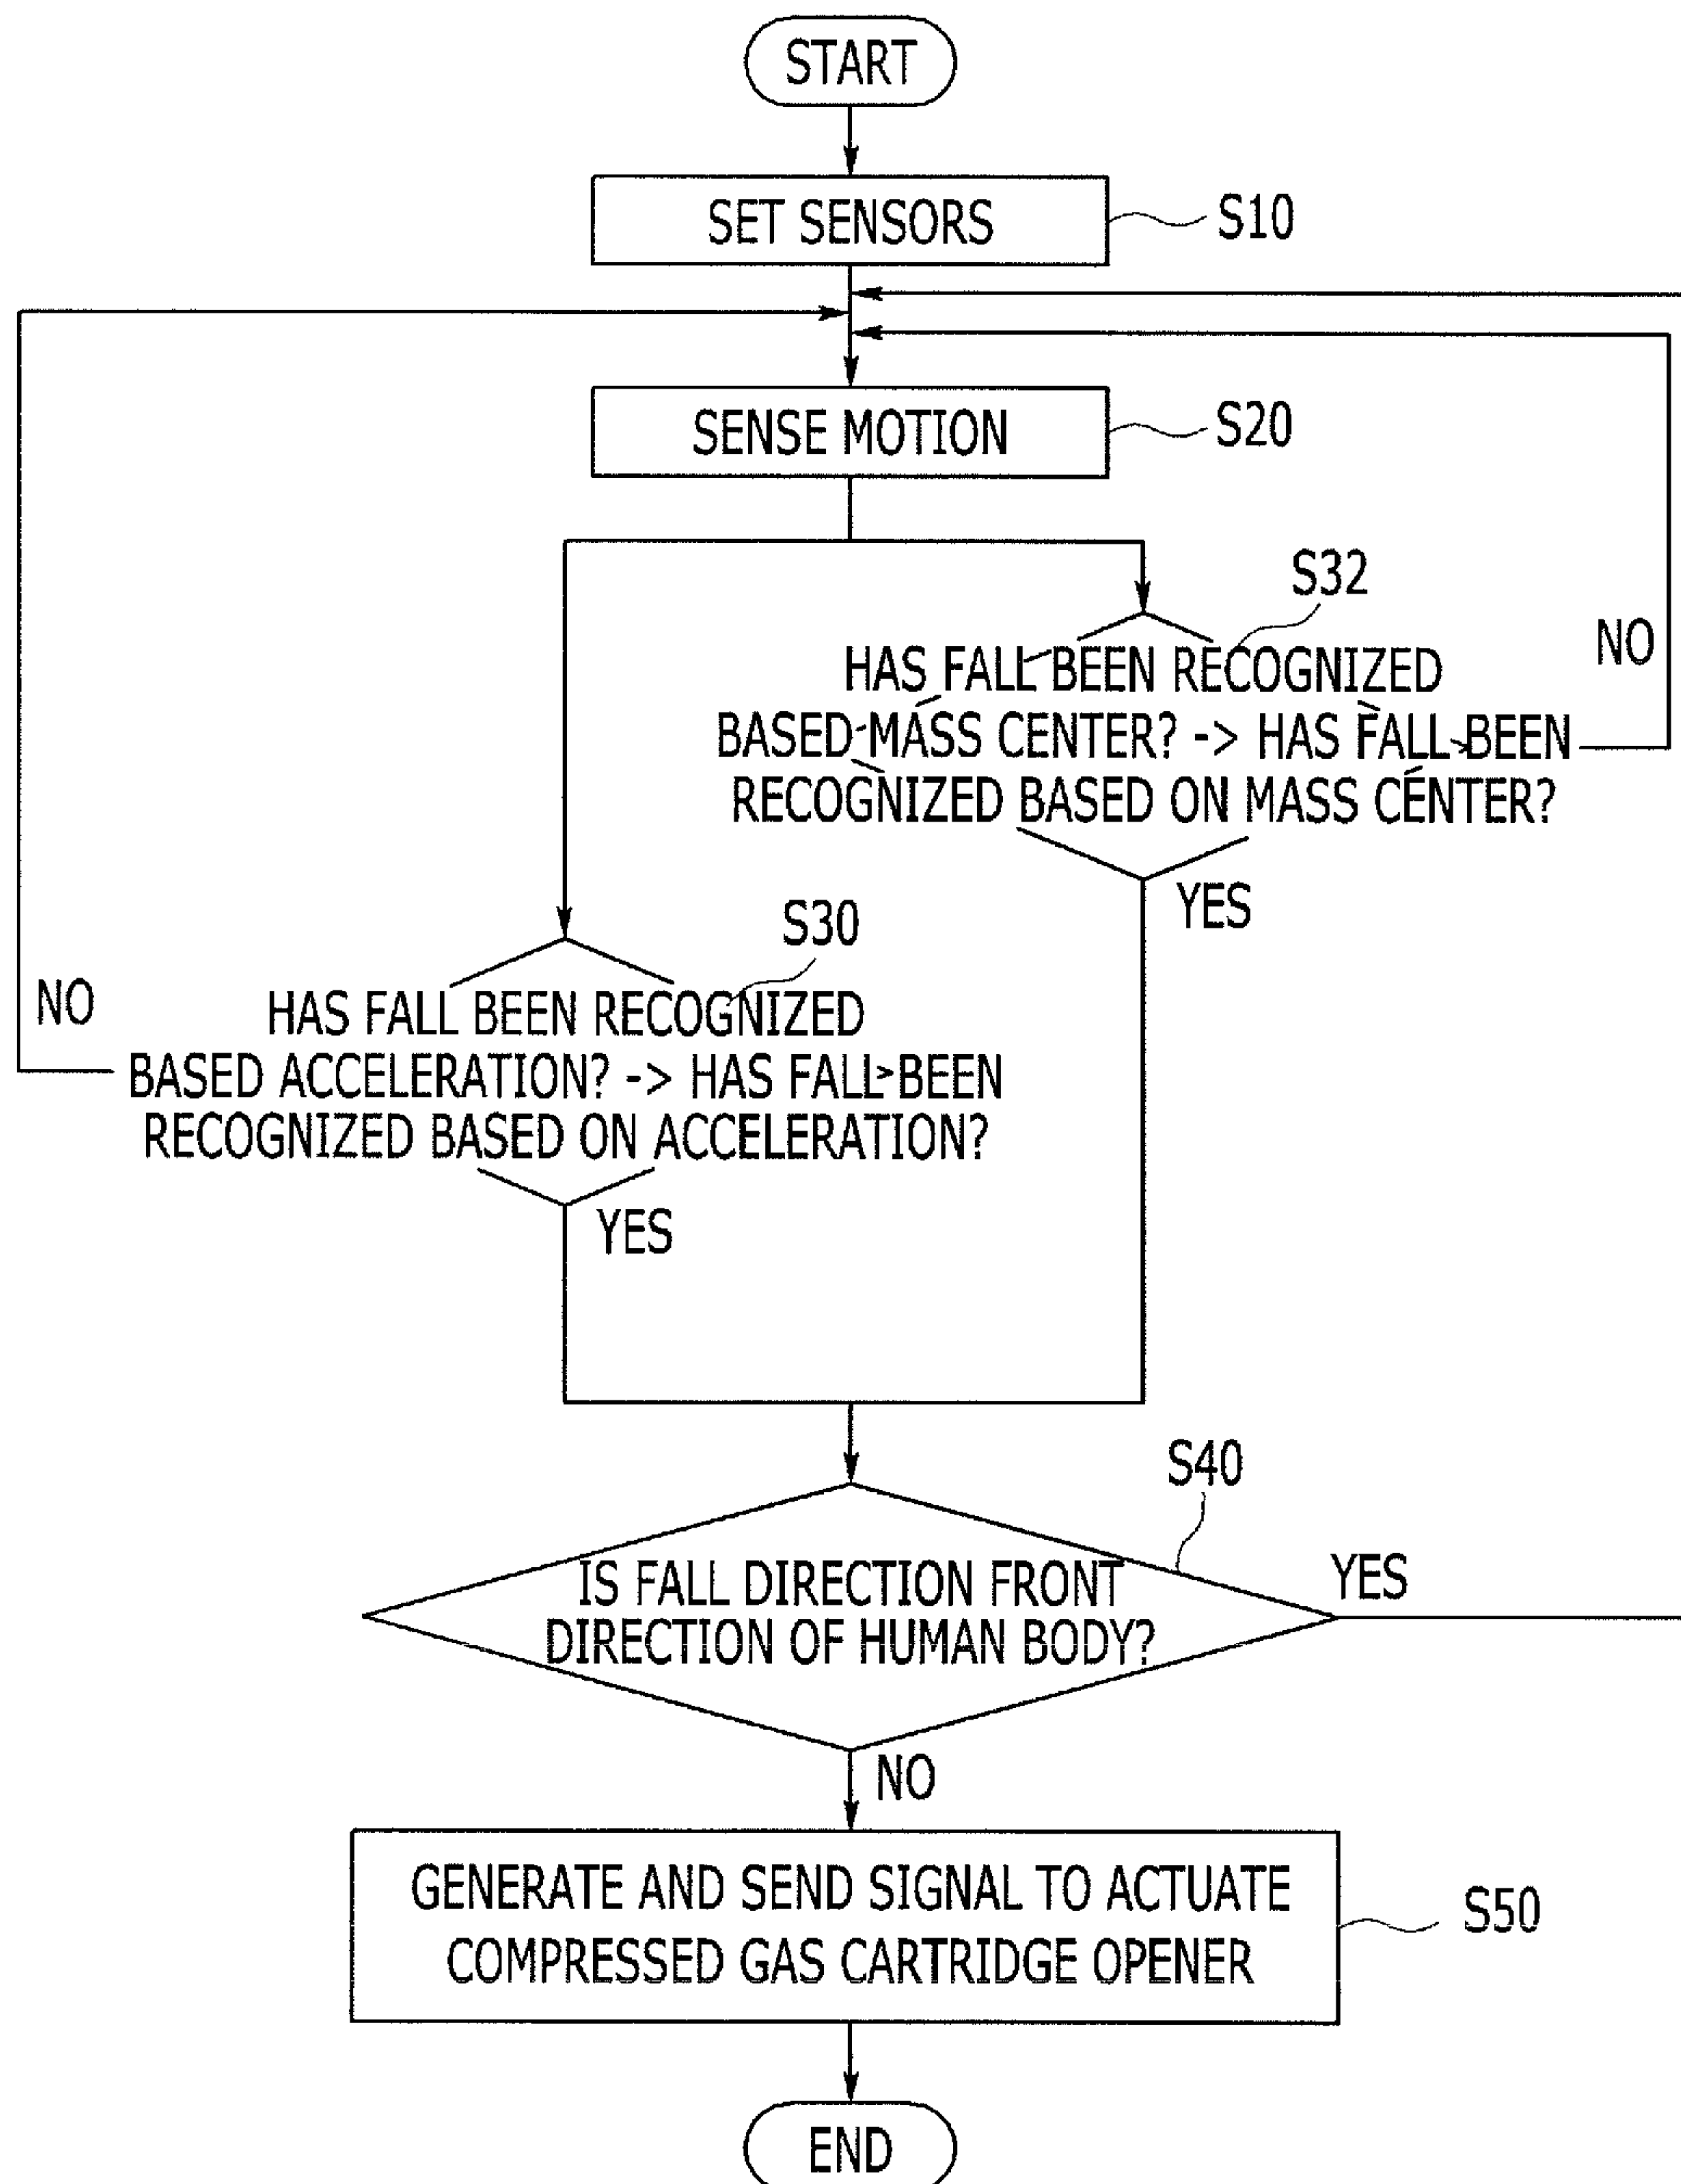 START
SET SENSORS
S10
SENSE MOTION
S20
S32
HAS FALL BEEN RECOGNIZED
BASED MASS CENTER? -> HAS FALL BEEN
RECOGNIZED BASED ON MASS CENTER?
NO
YES
S30
HAS FALL BEEN RECOGNIZED
BASED ACCELERATION? -> HAS FALL BEEN
RECOGNIZED BASED ON ACCELERATION?
NO
YES
S40
IS FALL DIRECTION FRONT
DIRECTION OF HUMAN BODY?
YES
NO
GENERATE AND SEND SIGNAL TO ACTUATE
COMPRESSED GAS CARTRIDGE OPENER
S50
END